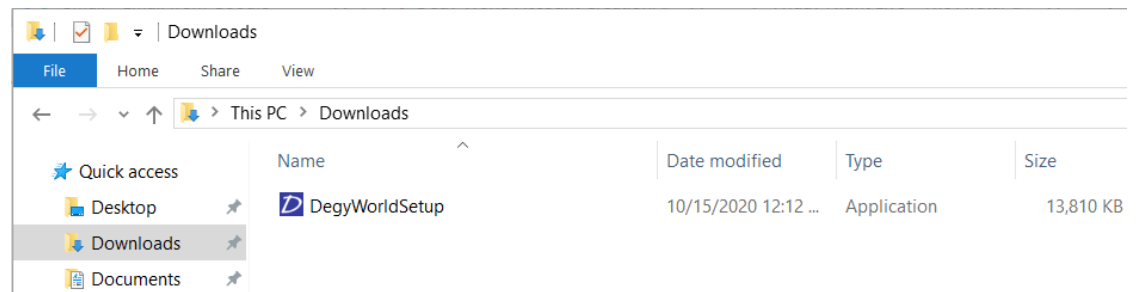 Downloads
File Home Share View
This PC > Downloads
Name Date modified Type Size
Quick access
DegyWorldSetup 10/15/2020 12:12 ... Application 13,810 KB
Desktop
Downloads
Documents